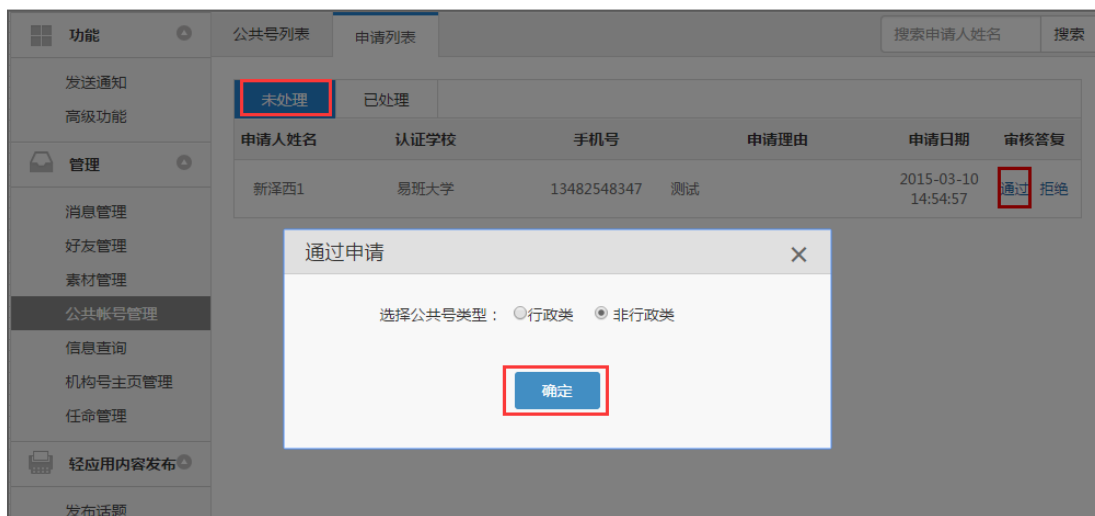 功能
发送通知
高级功能
管理
消息管理
好友管理
素材管理
公共帐号管理
信息查询
机构号主页管理
任命管理
轻应用内容发布
发布话题
公共号列表 申请列表 搜索申请人姓名 搜索
未处理 已处理
申请人姓名 认证学校 手机号 申请理由 申请日期 审核答复
新泽西1 易班大学 13482548347 测试 2015-03-10 通过 拒绝
14:54:57
通过申请 ×
选择公共号类型： 行政类 非行政类
确定